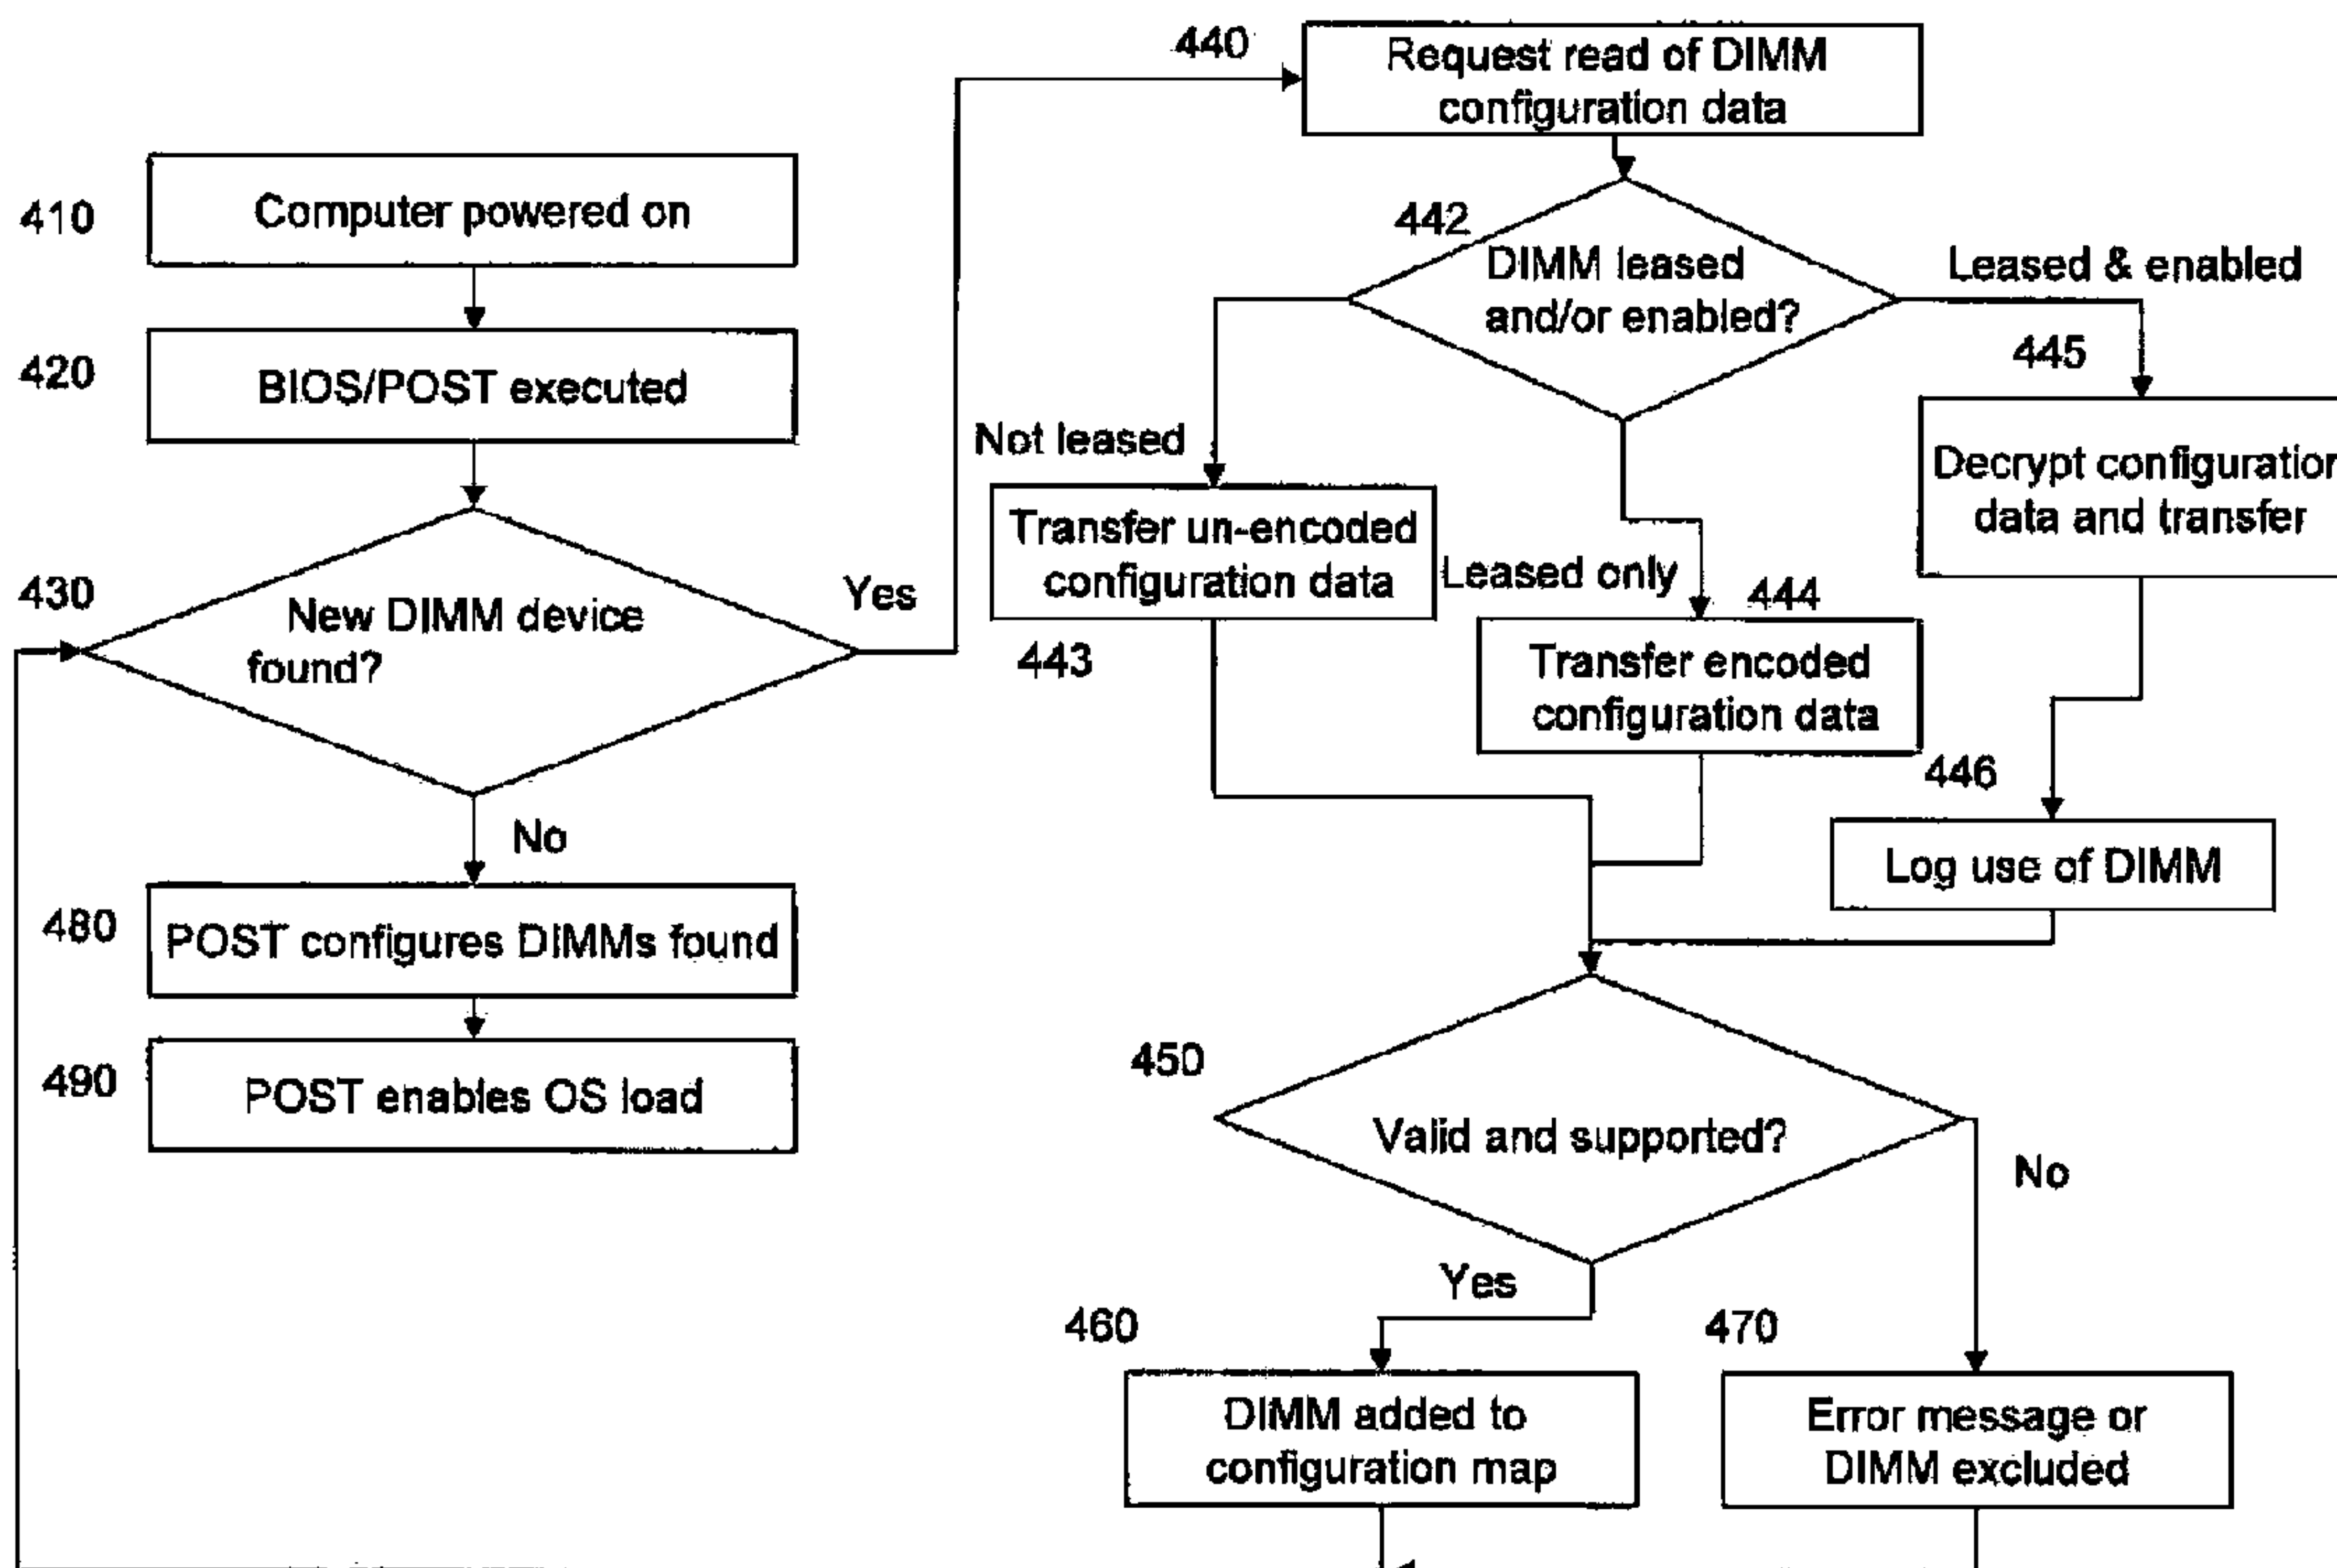 410
Computer powered on
420
BIOS/POST executed
430
New DIMM device
found?
Yes
No
480
POST configures DIMMs found
490
POST enables OS load
440
Request read of DIMM
configuration data
442
DIMM leased
and/or enabled?
Leased & enabled
445
Not leased
Decrypt configuration
data and transfer
Transfer un-encoded
configuration data
443
Leased only
444
Transfer encoded
configuration data
446
Log use of DIMM
450
Valid and supported?
No
Yes
460
470
DIMM added to
configuration map
Error message or
DIMM excluded